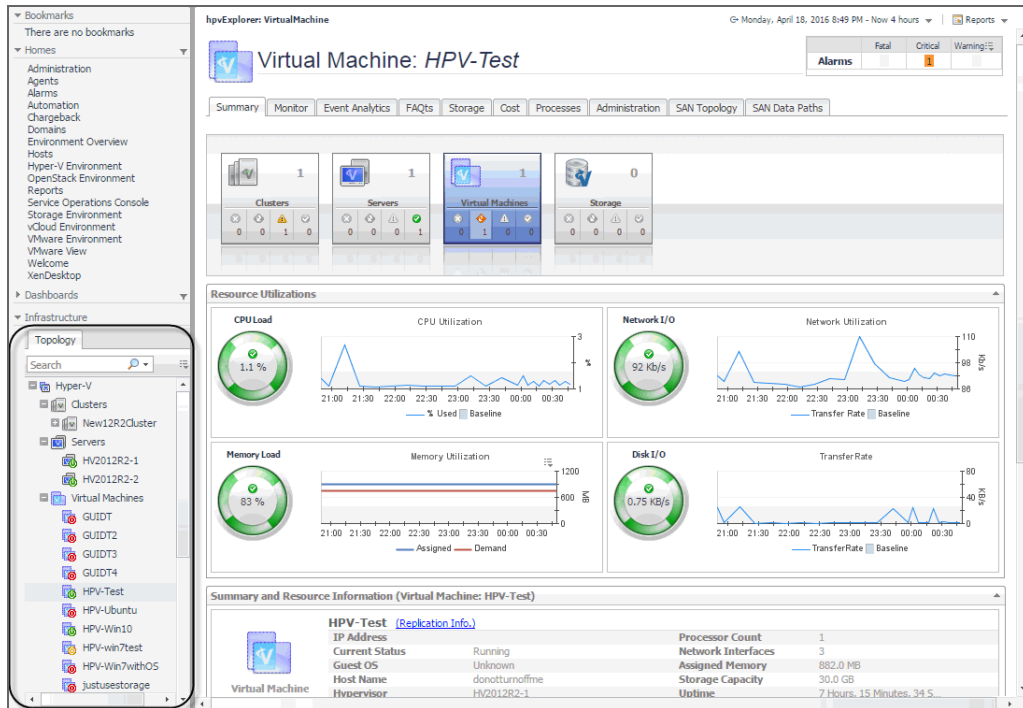 Bookmarks
There are no bookmarks
Homes
Administration
Agents
Alarms
Automation
Chargeback
Domains
Environment Overview
Hosts
Hyper-V Environment
OpenStack Environment
Reports
Service Operations Console
Storage Environment
vCloud Environment
VMware Environment
VMware View
Welcome
XenDesktop
Dashboards
Infrastructure
Topology
Search
Hyper-V
Clusters
New12R2Cluster
Servers
HV2012R2-1
HV2012R2-2
Virtual Machines
GUIDT
GUIDT2
GUIDT3
GUIDT4
HPV-Test
HPV-Ubuntu
HPV-Win10
HPV-win7test
HPV-Win7withOS
justusestorage
hpvExplorer: VirtualMachine
Monday, April 18, 2016 8:49 PM - Now 4 hours
Reports
Virtual Machine: HPV-Test
Fatal Critical Warning
Alarms 1
Summary Monitor Event Analytics FAQts Storage Cost Processes Administration SAN Topology SAN Data Paths
1 1 1 0
Clusters Servers Virtual Machines Storage
0 0 1 0 0 0 0 1 0 1 0 0 0 0 0 0
Resource Utilizations
CPU Load
1.1 %
CPU Utilization
3
%
1
21:00 21:30 22:00 22:30 23:00 23:30 00:00 00:30
% Used Baseline
Network I/O
92 Kb/s
Network Utilization
110
98
Kb/s
86
21:00 21:30 22:00 22:30 23:00 23:30 00:00 00:30
Transfer Rate Baseline
Memory Load
83 %
Memory Utilization
1200
600
MB
0
21:00 21:30 22:00 22:30 23:00 23:30 00:00 00:30
Assigned Demand
Disk I/O
0.75 KB/s
TransferRate
80
40
KB/s
0
21:00 21:30 22:00 22:30 23:00 23:30 00:00 00:30
TransferRate Baseline
Summary and Resource Information (Virtual Machine: HPV-Test)
Virtual Machine
HPV-Test (Replication Info.)
IP Address Processor Count 1
Current Status Running Network Interfaces 3
Guest OS Unknown Assigned Memory 882.0 MB
Host Name donotturnoffme Storage Capacity 30.0 GB
Hypervisor HV2012R2-1 Uptime 7 Hours, 15 Minutes, 34 S...